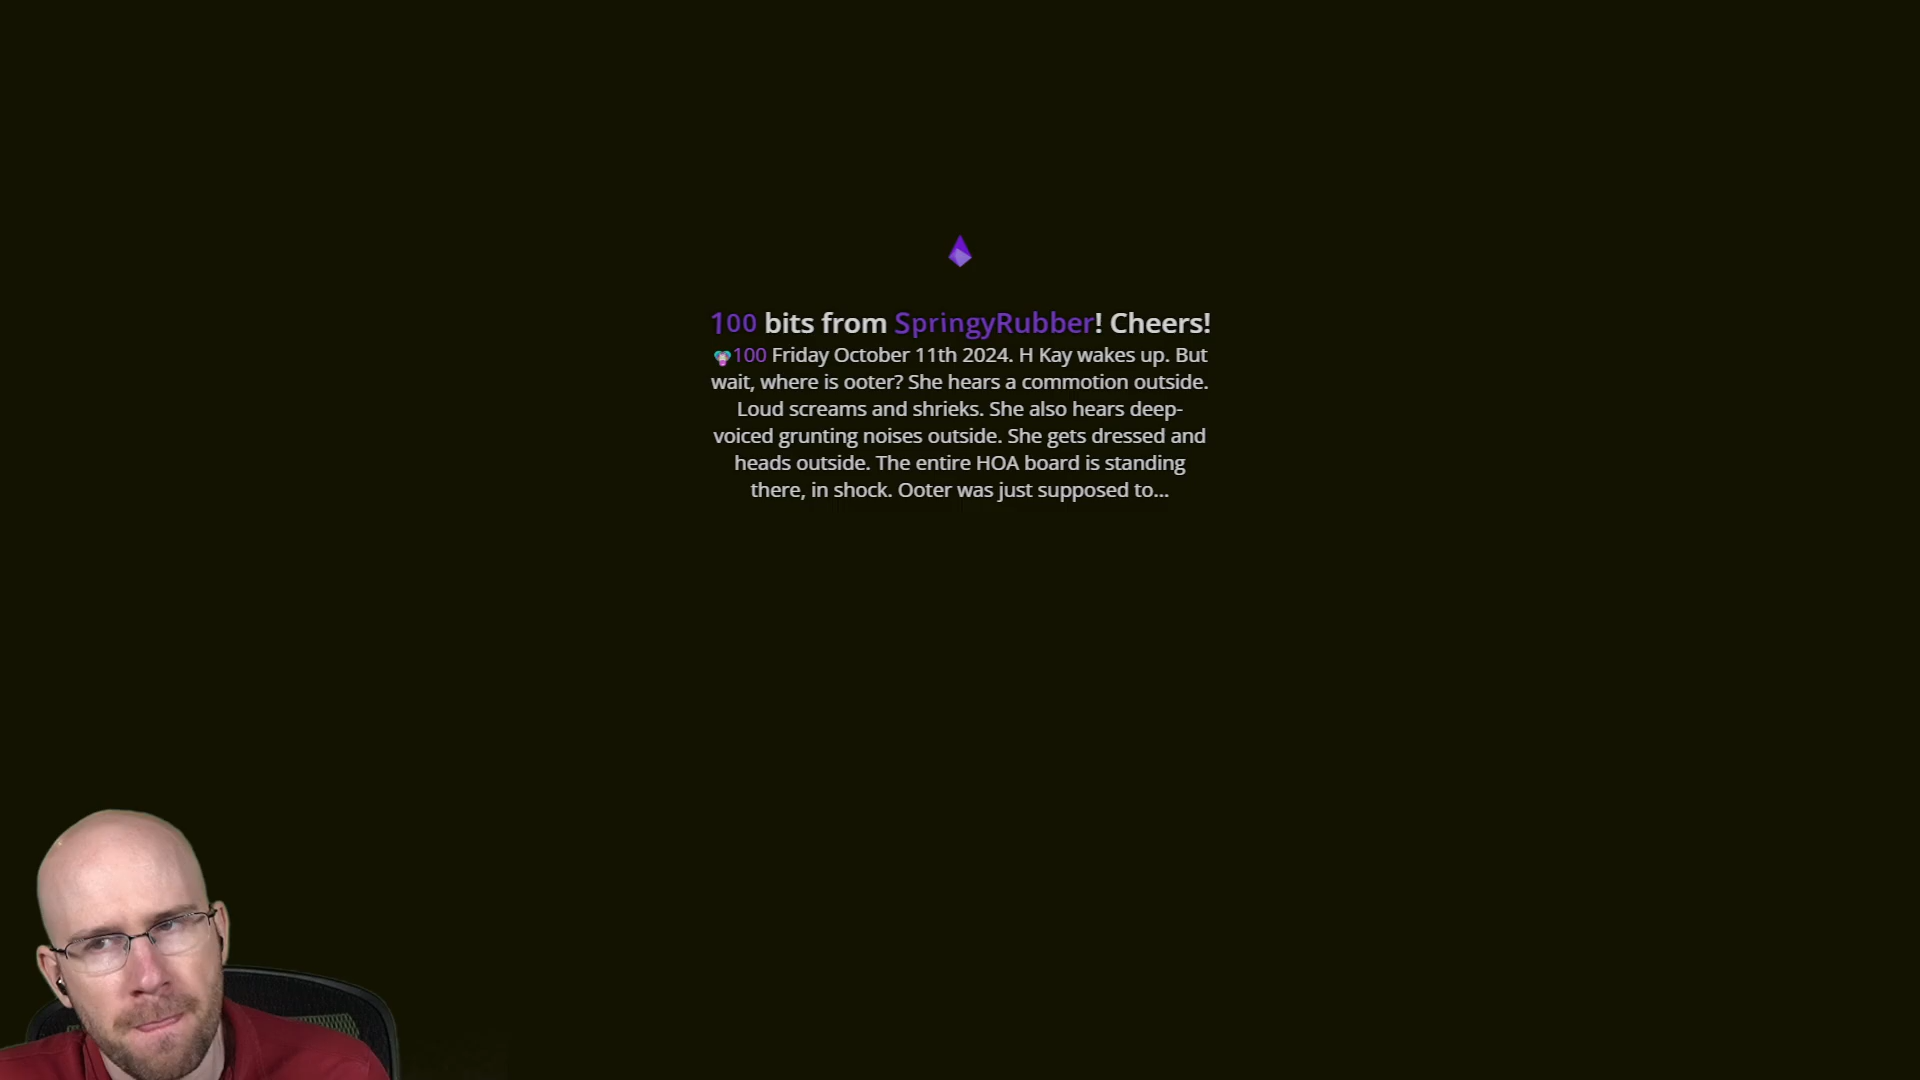 100 bits from SpringyRubber! Cheers!
100 Friday October 11th 2024. H Kay wakes up. But
wait, where is ooter? She hears a commotion outside.
Loud screams and shrieks. She also hears deep-
voiced grunting noises outside. She gets dressed and
heads outside. The entire HOA board is standing
there, in shock. Ooter was just supposed to...